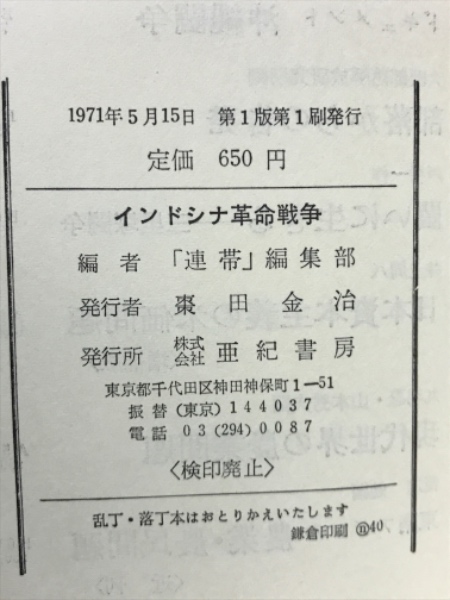 1971年5月15日　第1版第1刷発行
定価　650円
インドシナ革命戦争
編者　「連帯」編集部
発行者　棗田金治
発行所　株式会社　亜紀書房
東京都千代田区神田神保町1—51
振替（東京）144037
電話　03（294）0087
〈検印廃止〉
乱丁・落丁本はおとりかえいたします
鎌倉印刷　40